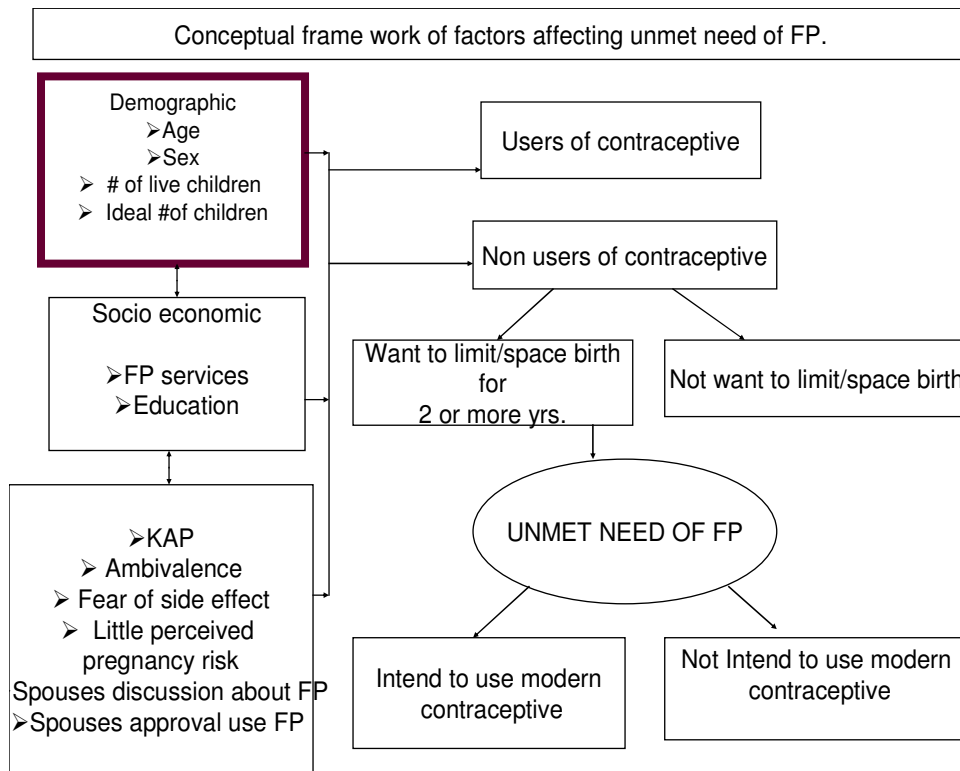 Conceptual frame work of factors affecting unmet need of FP.
Demographic
➢Age
➢Sex
➢ # of live children
➢ Ideal #of children
Socio economic
➢FP services
➢Education
➢KAP
➢Ambivalence
➢ Fear of side effect
➢ Little perceived
pregnancy risk
Spouses discussion about FP
➢Spouses approval use FP
Users of contraceptive
Non users of contraceptive
Want to limit/space birth
for
2 or more yrs.
Not want to limit/space birth
UNMET NEED OF FP
Intend to use modern
contraceptive
Not Intend to use modern
contraceptive